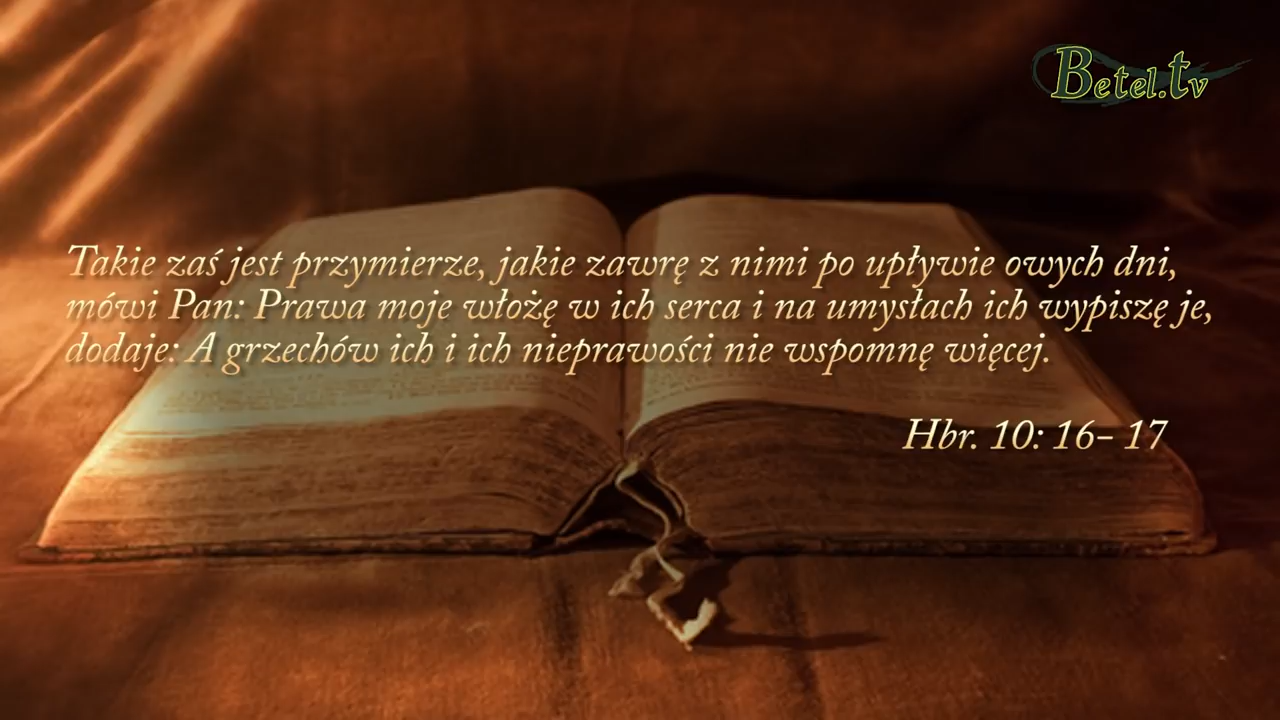 Betel.tv
Takie zaś jest przymierze, jakie zawrę z nimi po upływie owych dni,
mówi Pan: Prawa moje włożę w ich serca i na umysłach ich wypiszę je,
dodaje: A grzechów ich i ich nieprawości nie wspomnę więcej.
Hbr. 10: 16– 17